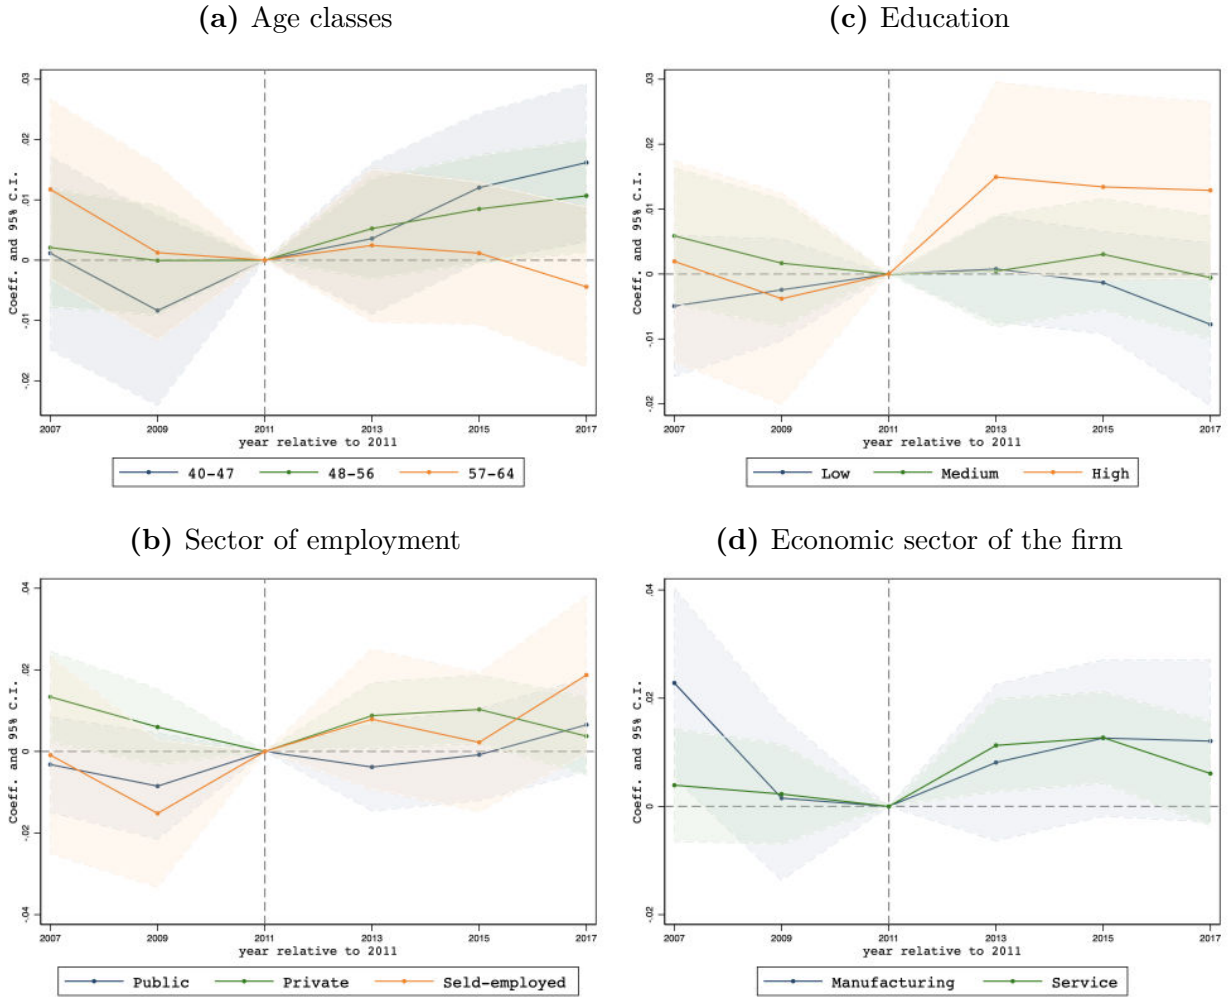 (a) Age classes
Coeff. and 95% C.I.
.03
.02
.01
0
-.01
-.02
2007 2009 2011 2013 2015 2017
year relative to 2011
40-47 48-56 57-64
(c) Education
Coeff. and 95% C.I.
.03
.02
.01
0
-.01
-.02
2007 2009 2011 2013 2015 2017
year relative to 2011
Low Medium High
(b) Sector of employment
Coeff. and 95% C.I.
.04
.02
0
-.02
-.04
2007 2009 2011 2013 2015 2017
year relative to 2011
Public Private Seld-employed
(d) Economic sector of the firm
Coeff. and 95% C.I.
.04
.02
0
-.02
2007 2009 2011 2013 2015 2017
year relative to 2011
Manufacturing Service